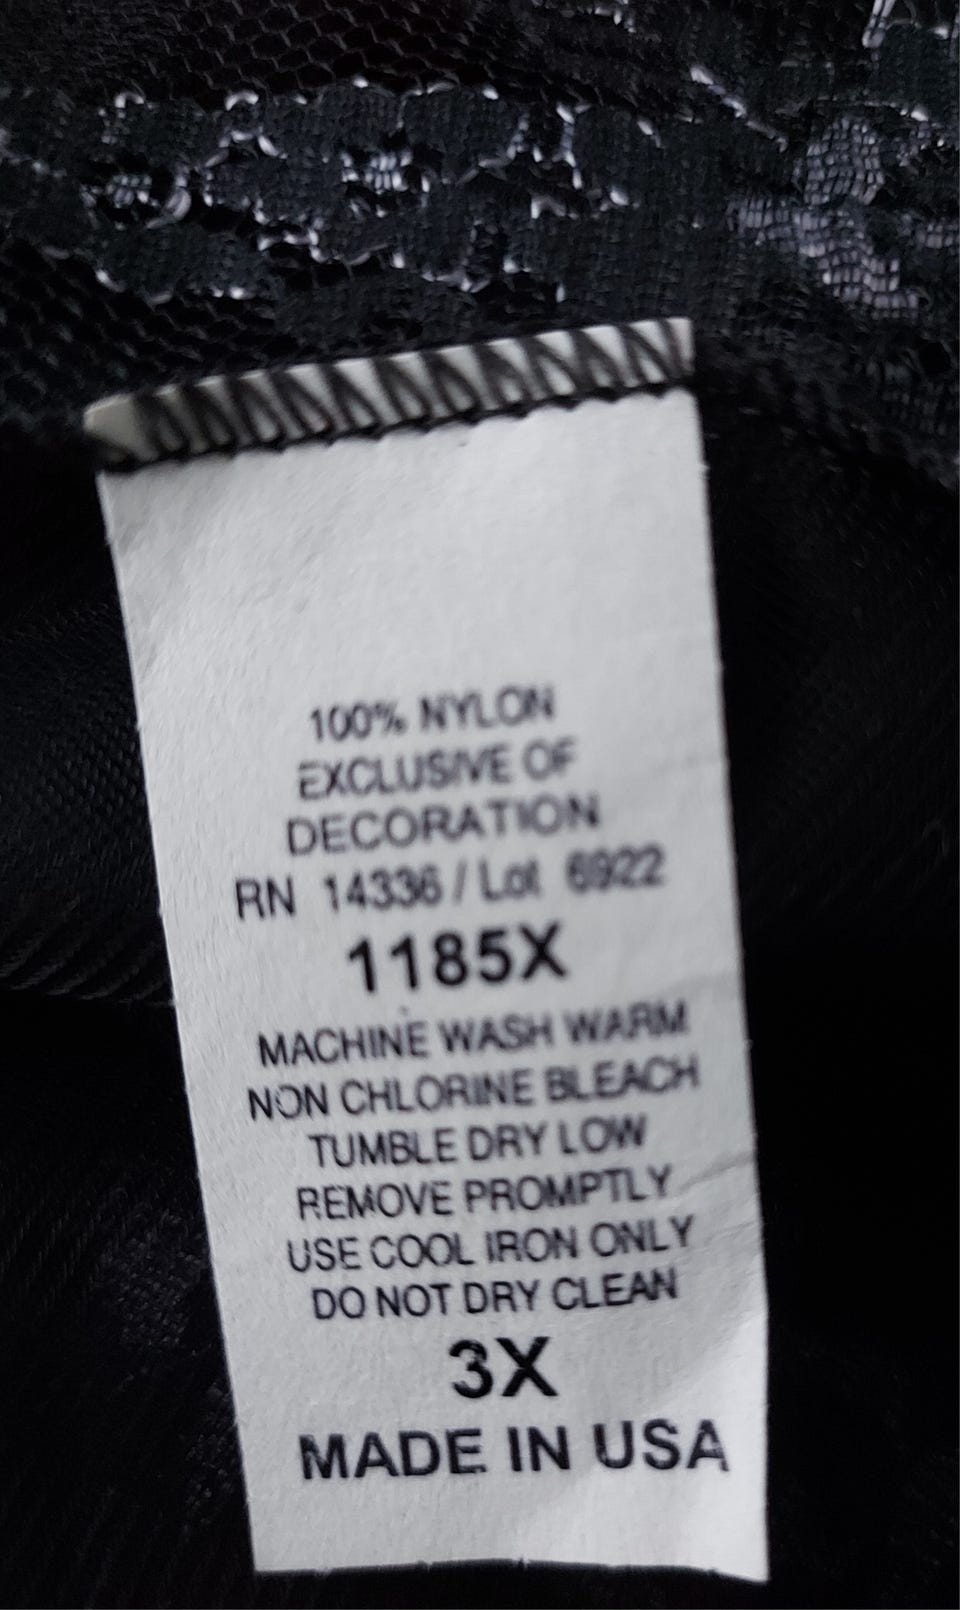 100% NYLON
EXCLUSIVE OF
DECORATION
RN 14336 / Lot 6922
1185X
MACHINE WASH WARM
NON CHLORINE BLEACH
TUMBLE DRY LOW
REMOVE PROMPTLY
USE COOL IRON ONLY
DO NOT DRY CLEAN
3X
MADE IN USA